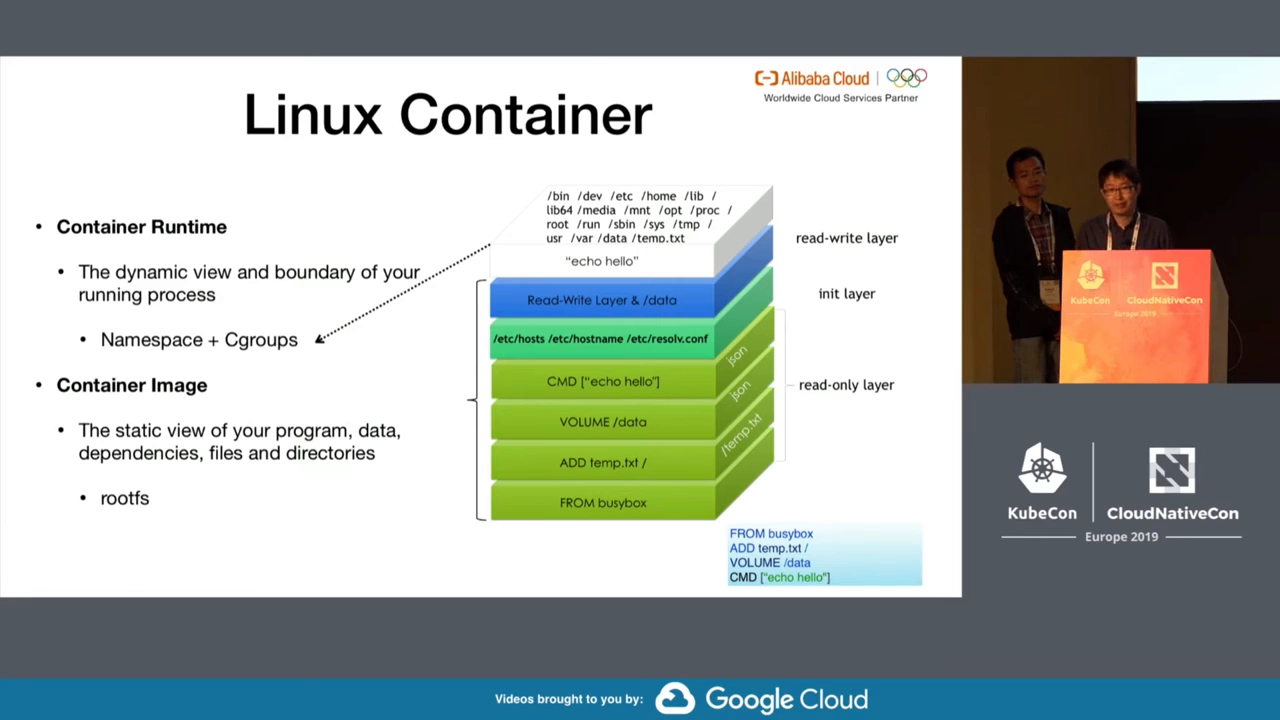 Alibaba Cloud
Worldwide Cloud Services Partner
Linux Container
• Container Runtime
• The dynamic view and boundary of your
running process
• Namespace + Cgroups
• Container Image
• The static view of your program, data,
dependencies, files and directories
• rootfs
/bin /dev /etc /home /lib /
lib64 /media /mnt /opt /proc /
root /run /sbin /sys /tmp /
usr /var /data /temp.txt
“echo hello”
Read-Write Layer & /data
/etc/hosts /etc/hostname /etc/resolv.conf
CMD [“echo hello”]
VOLUME /data
ADD temp.txt /
FROM busybox
json
json
/temp.txt
read-write layer
init layer
read-only layer
FROM busybox
ADD temp.txt /
VOLUME /data
CMD [“echo hello”]
KubeCon
CloudNativeCon
Europe 2019
KubeCon
CloudNativeCon
Europe 2019
Videos brought to you by:
Google Cloud